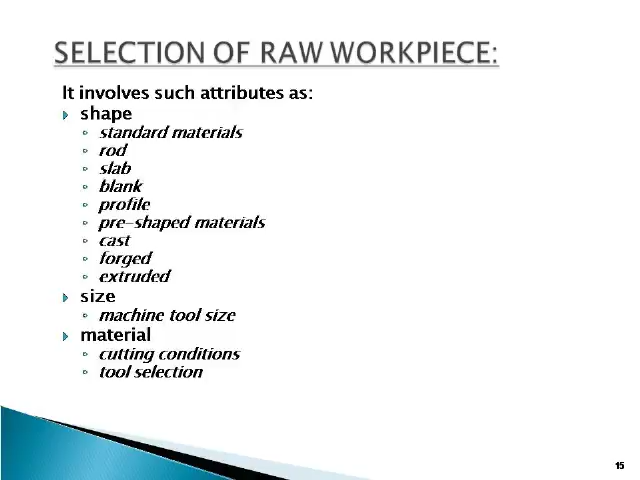 SELECTION OF RAW WORKPIECE:
It involves such attributes as:
shape
standard materials
rod
slab
blank
profile
pre-shaped materials
cast
forged
extruded
size
machine tool size
material
cutting conditions
tool selection
15